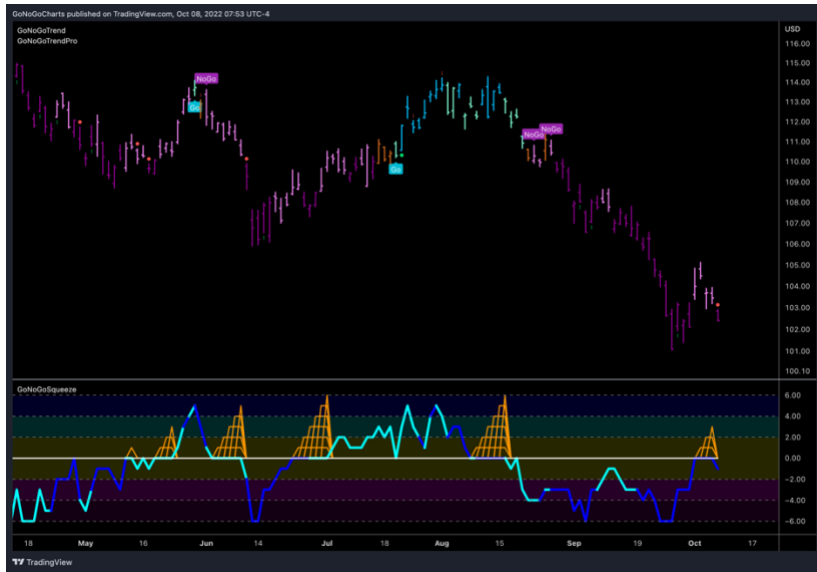 GoNoGoCharts published on TradingView.com, Oct 08, 2022 07:53 UTC-4
GoNoGoTrend
GoNoGoTrendPro
USD
116.00
115.00
114.00
113.00
112.00
111.00
110.00
109.00
108.00
107.00
106.00
105.00
104.00
103.00
102.00
101.00
100.10
NoGo
Go
NoGo
NoGo
Go
GoNoGoSqueeze
6.00
4.00
2.00
0.00
−2.00
−4.00
−6.00
18 May 16 Jun 14 Jul 18 Aug 15 Sep 19 Oct 17
TradingView